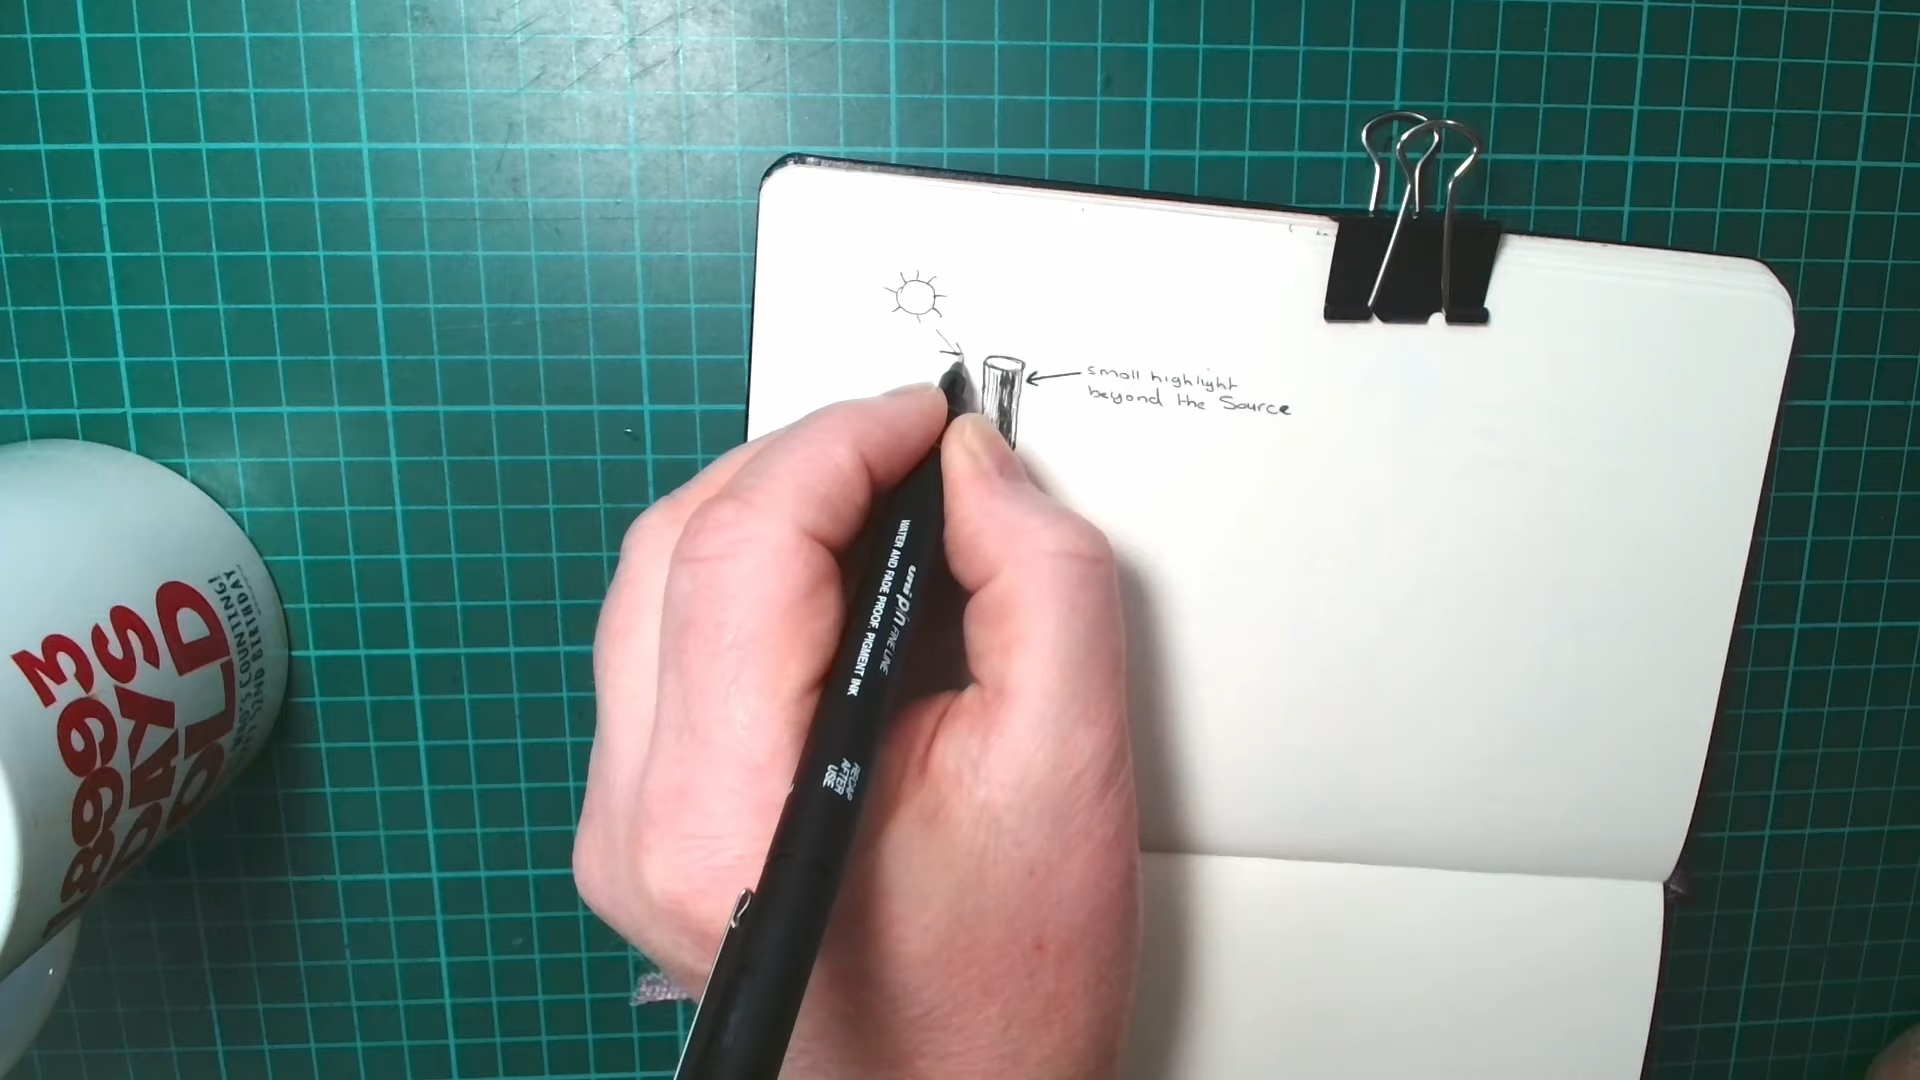 small highlight
beyond the Source
uni pin FINE LINE
WATER AND FADE PROOF, PIGMENT INK
RECAP
AFTER
USE
18993
DAYS
OLD